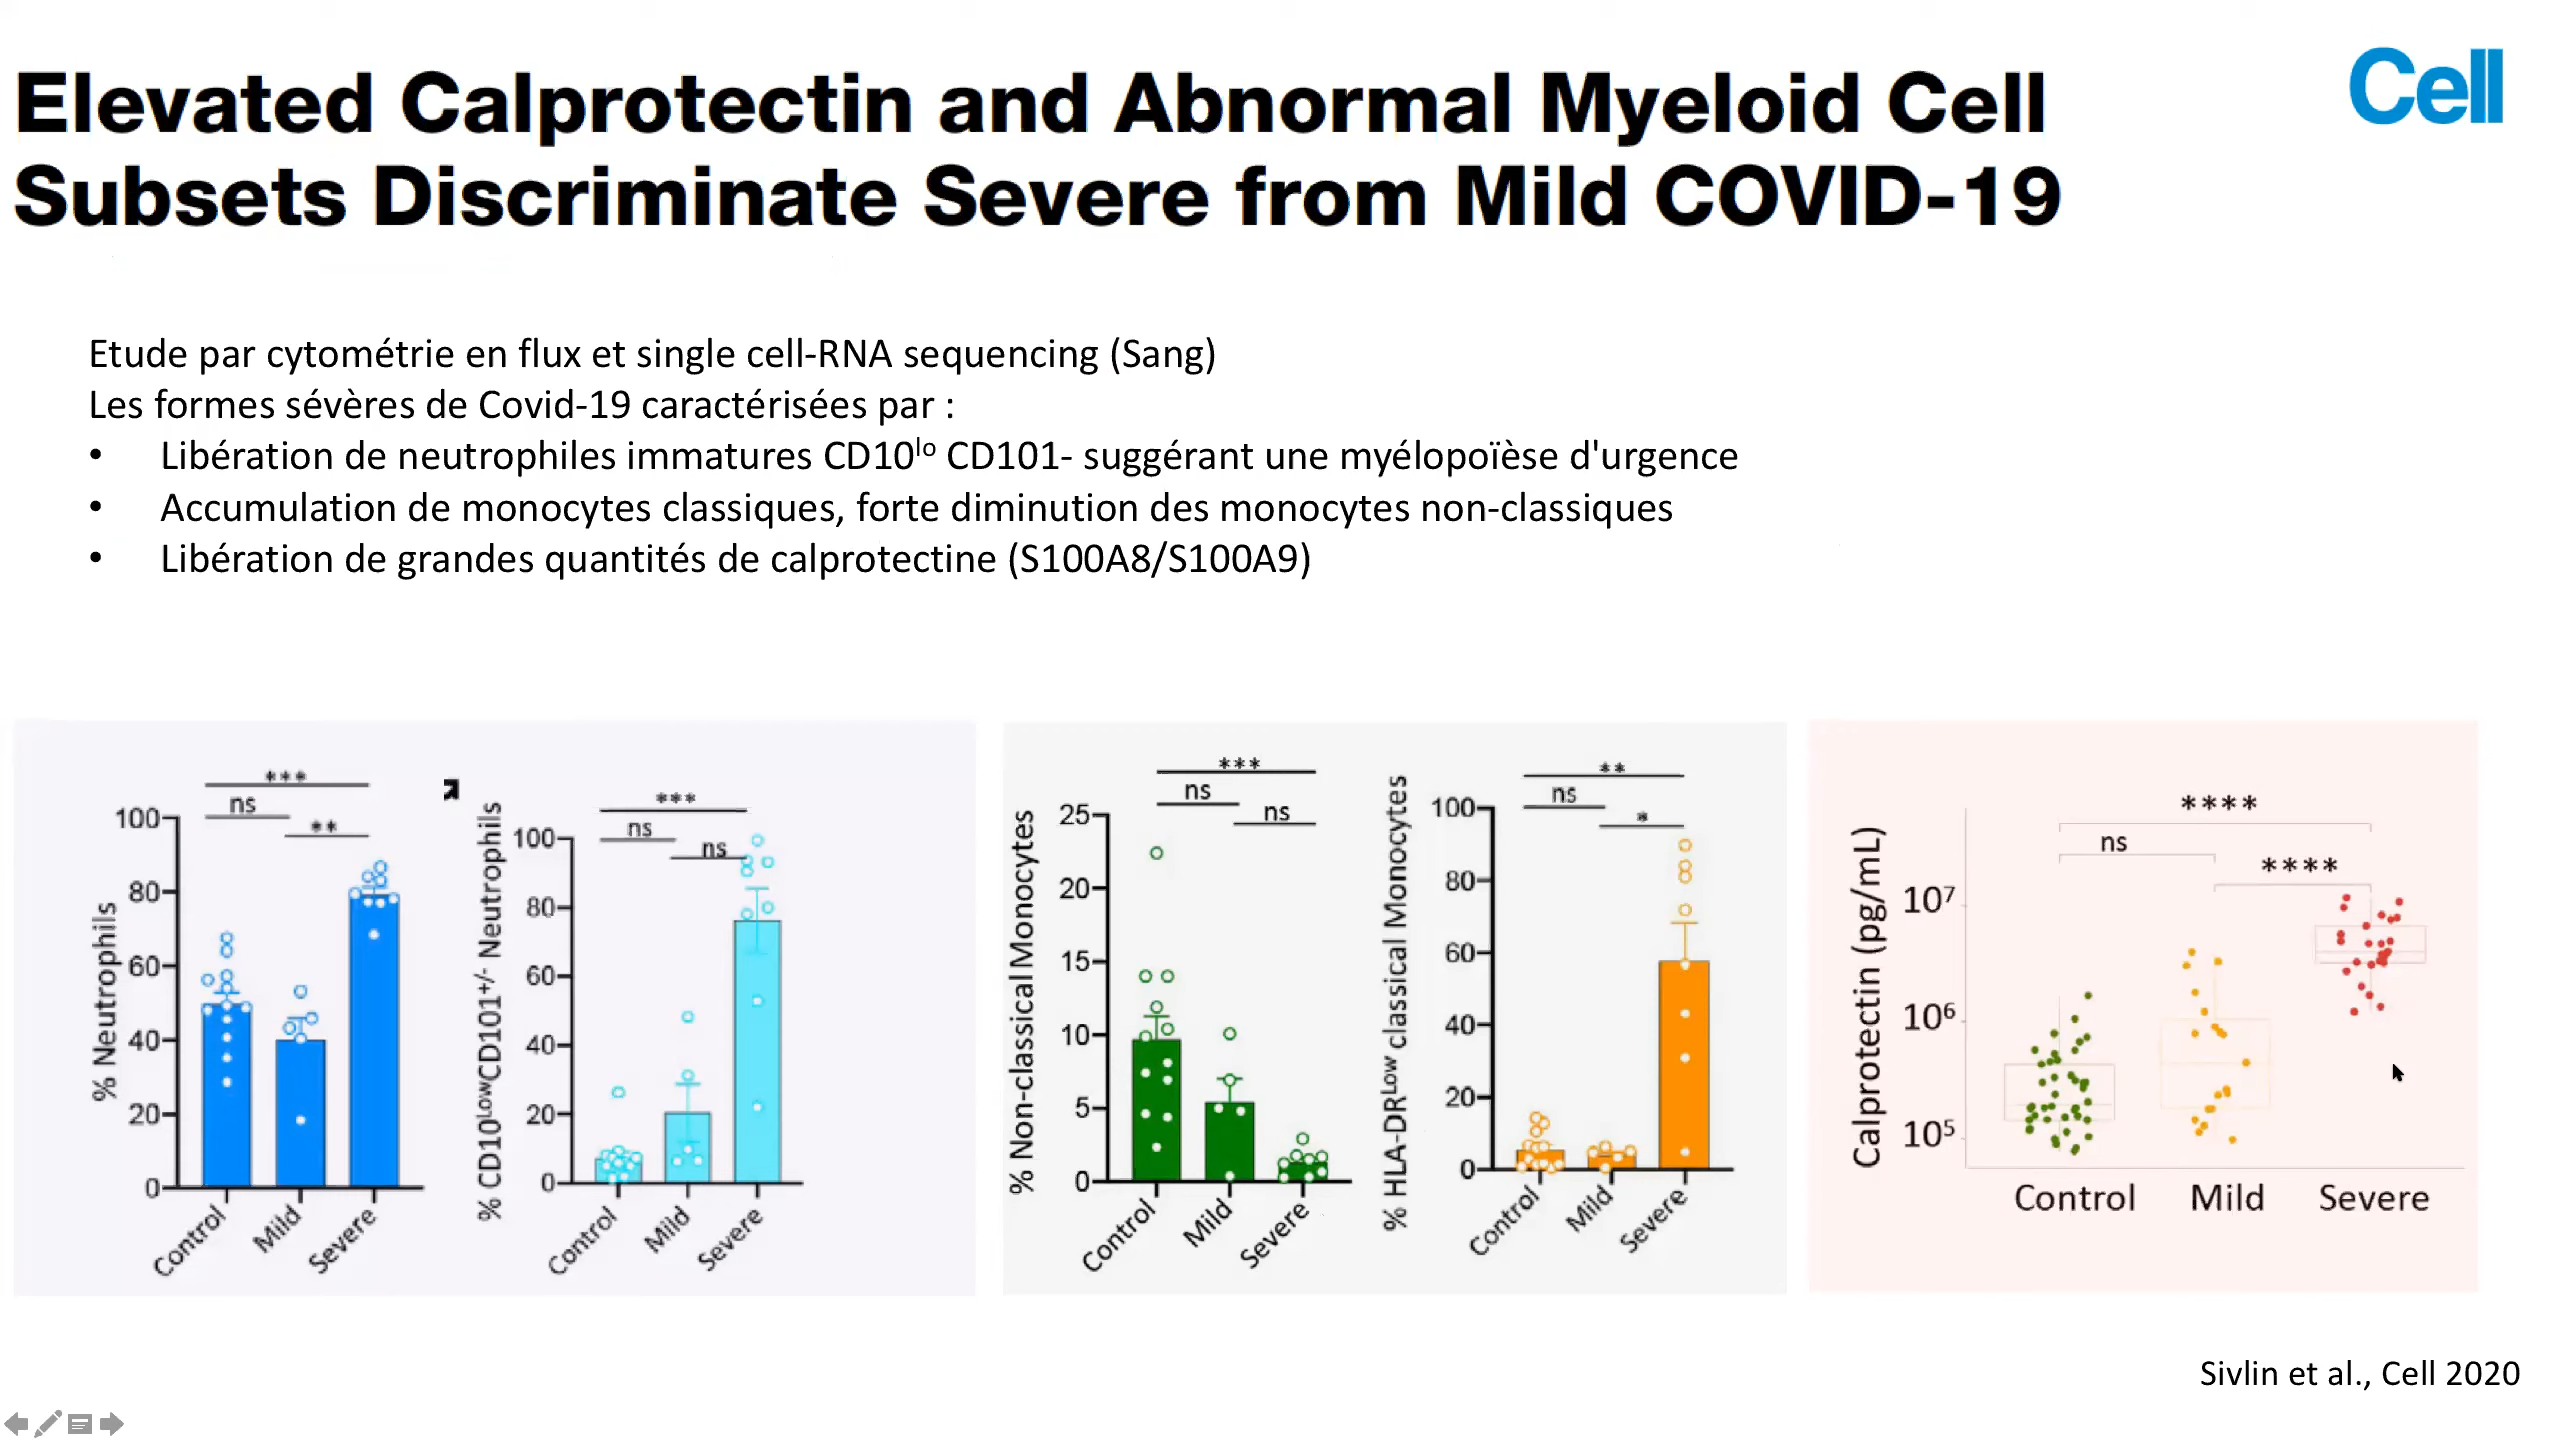 Elevated Calprotectin and Abnormal Myeloid Cell
Subsets Discriminate Severe from Mild COVID-19
Cell
Etude par cytométrie en flux et single cell-RNA sequencing (Sang)
Les formes sévères de Covid-19 caractérisées par :
• Libération de neutrophiles immatures CD10lo CD101- suggérant une myélopoïèse d'urgence
• Accumulation de monocytes classiques, forte diminution des monocytes non-classiques
• Libération de grandes quantités de calprotectine (S100A8/S100A9)
% Neutrophils
100
80
60
40
20
0
***
ns
**
Control
Mild
Severe
% CD10LowCD101+/- Neutrophils
100
80
60
40
20
0
***
ns
ns
Control
Mild
Severe
% Non-classical Monocytes
25
20
15
10
5
0
***
ns
ns
Control
Mild
Severe
% HLA-DRLow classical Monocytes
100
80
60
40
20
0
**
ns
*
Control
Mild
Severe
Calprotectin (pg/mL)
10⁷
10⁶
10⁵
****
ns
****
Control
Mild
Severe
Sivlin et al., Cell 2020